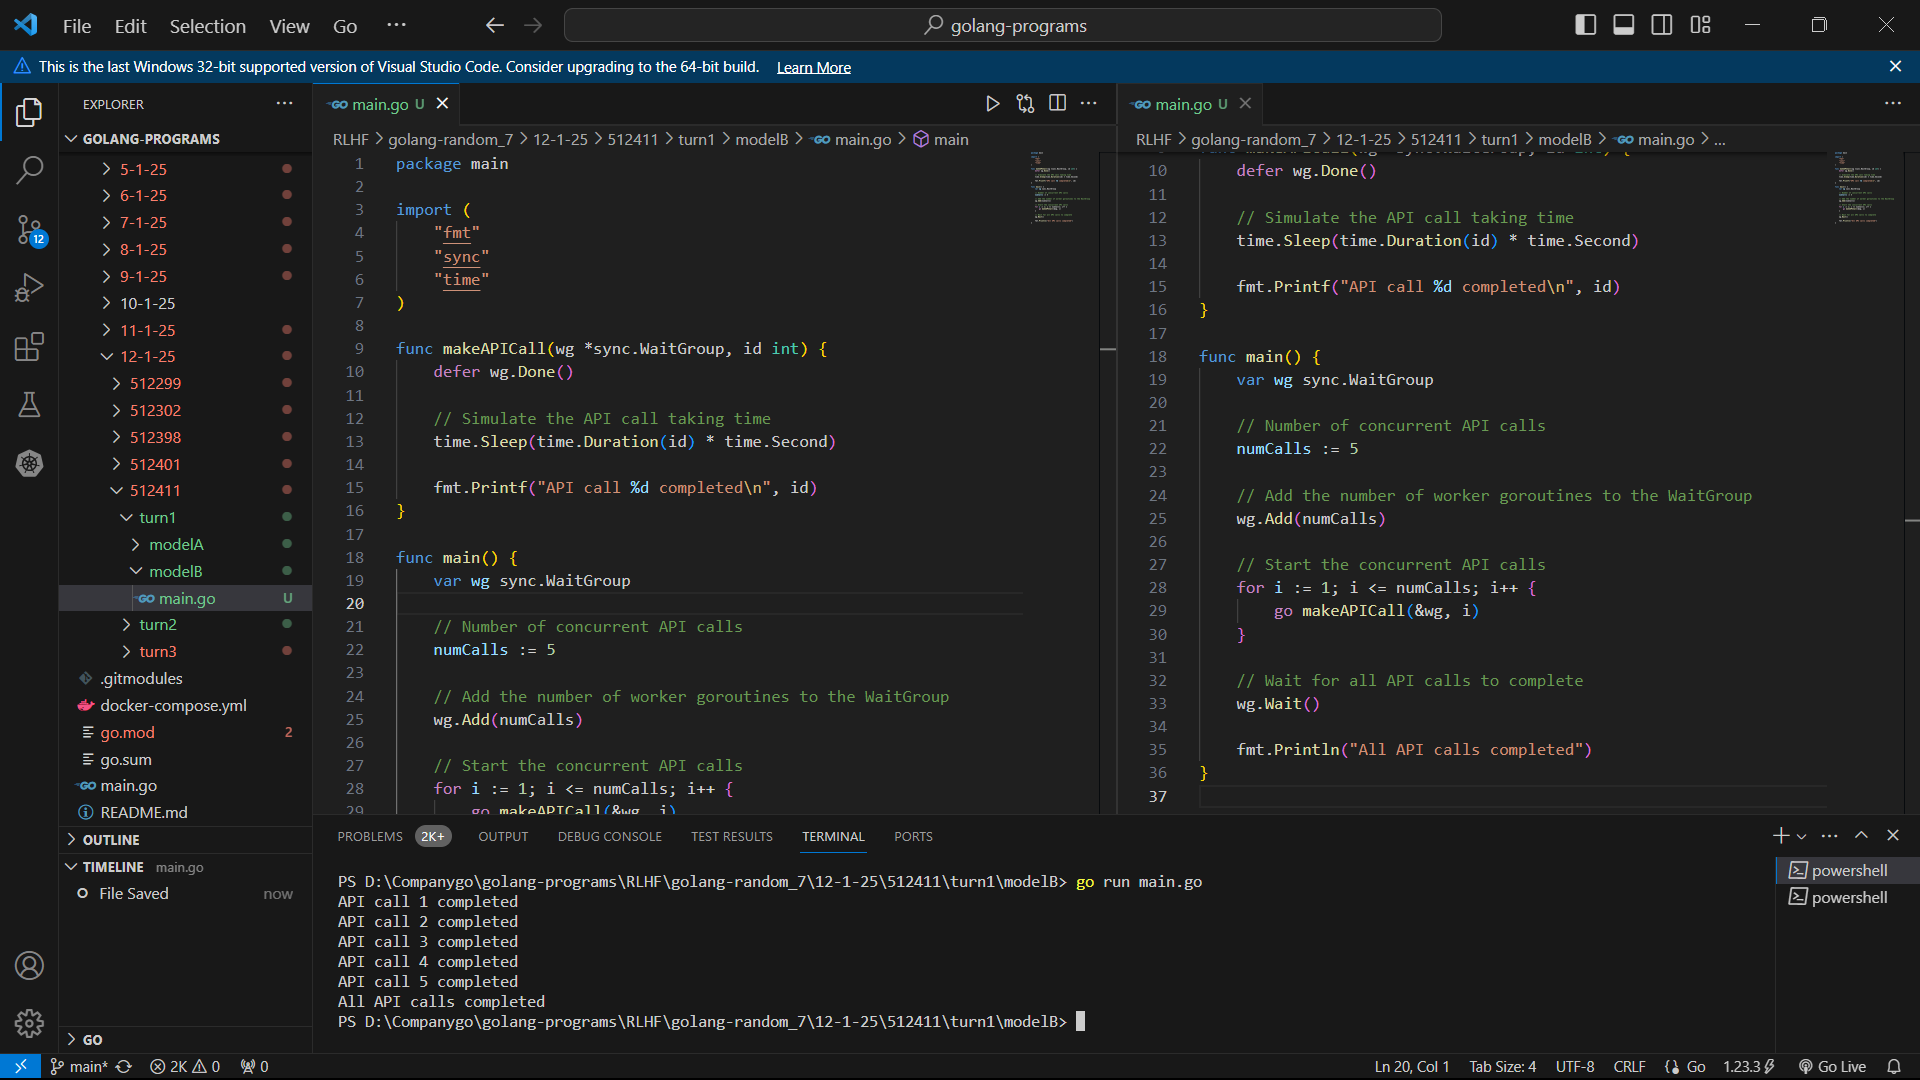 File Edit Selection View Go ···
golang-programs
This is the last Windows 32-bit supported version of Visual Studio Code. Consider upgrading to the 64-bit build. Learn More
EXPLORER
GOLANG-PROGRAMS
5-1-25
6-1-25
7-1-25
8-1-25
9-1-25
10-1-25
11-1-25
12-1-25
512299
512302
512398
512401
512411
turn1
modelA
modelB
GO main.go U
turn2
turn3
.gitmodules
docker-compose.yml
go.mod 2
go.sum
GO main.go
README.md
OUTLINE
TIMELINE main.go
File Saved now
GO
12
GO main.go U
RLHF > golang-random_7 > 12-1-25 > 512411 > turn1 > modelB > GO main.go > main
1 package main
2
3 import (
4 "fmt"
5 "sync"
6 "time"
7 )
8
9 func makeAPICall(wg *sync.WaitGroup, id int) {
10 defer wg.Done()
11
12 // Simulate the API call taking time
13 time.Sleep(time.Duration(id) * time.Second)
14
15 fmt.Printf("API call %d completed\n", id)
16 }
17
18 func main() {
19 var wg sync.WaitGroup
20
21 // Number of concurrent API calls
22 numCalls := 5
23
24 // Add the number of worker goroutines to the WaitGroup
25 wg.Add(numCalls)
26
27 // Start the concurrent API calls
28 for i := 1; i <= numCalls; i++ {
29 go makeAPICall(&wg, i)
GO main.go U
RLHF > golang-random_7 > 12-1-25 > 512411 > turn1 > modelB > GO main.go > ...
10 defer wg.Done()
11
12 // Simulate the API call taking time
13 time.Sleep(time.Duration(id) * time.Second)
14
15 fmt.Printf("API call %d completed\n", id)
16 }
17
18 func main() {
19 var wg sync.WaitGroup
20
21 // Number of concurrent API calls
22 numCalls := 5
23
24 // Add the number of worker goroutines to the WaitGroup
25 wg.Add(numCalls)
26
27 // Start the concurrent API calls
28 for i := 1; i <= numCalls; i++ {
29 go makeAPICall(&wg, i)
30 }
31
32 // Wait for all API calls to complete
33 wg.Wait()
34
35 fmt.Println("All API calls completed")
36 }
37
PROBLEMS 2K+ OUTPUT DEBUG CONSOLE TEST RESULTS TERMINAL PORTS
PS D:\Companygo\golang-programs\RLHF\golang-random_7\12-1-25\512411\turn1\modelB> go run main.go
API call 1 completed
API call 2 completed
API call 3 completed
API call 4 completed
API call 5 completed
All API calls completed
PS D:\Companygo\golang-programs\RLHF\golang-random_7\12-1-25\512411\turn1\modelB>
powershell
powershell
main* 2K 0 0 Ln 20, Col 1 Tab Size: 4 UTF-8 CRLF Go 1.23.3 Go Live